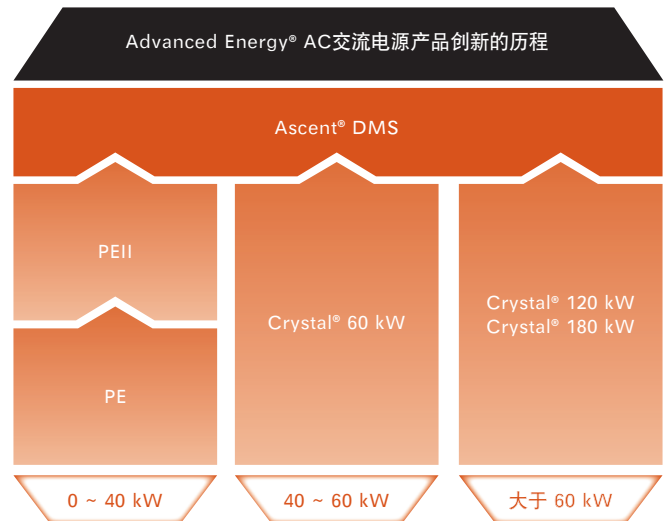 Advanced Energy® AC交流电源产品创新的历程
Ascent® DMS
PEII
PE
Crystal® 60 kW
Crystal® 120 kW
Crystal® 180 kW
0 ~ 40 kW
40 ~ 60 kW
大于 60 kW